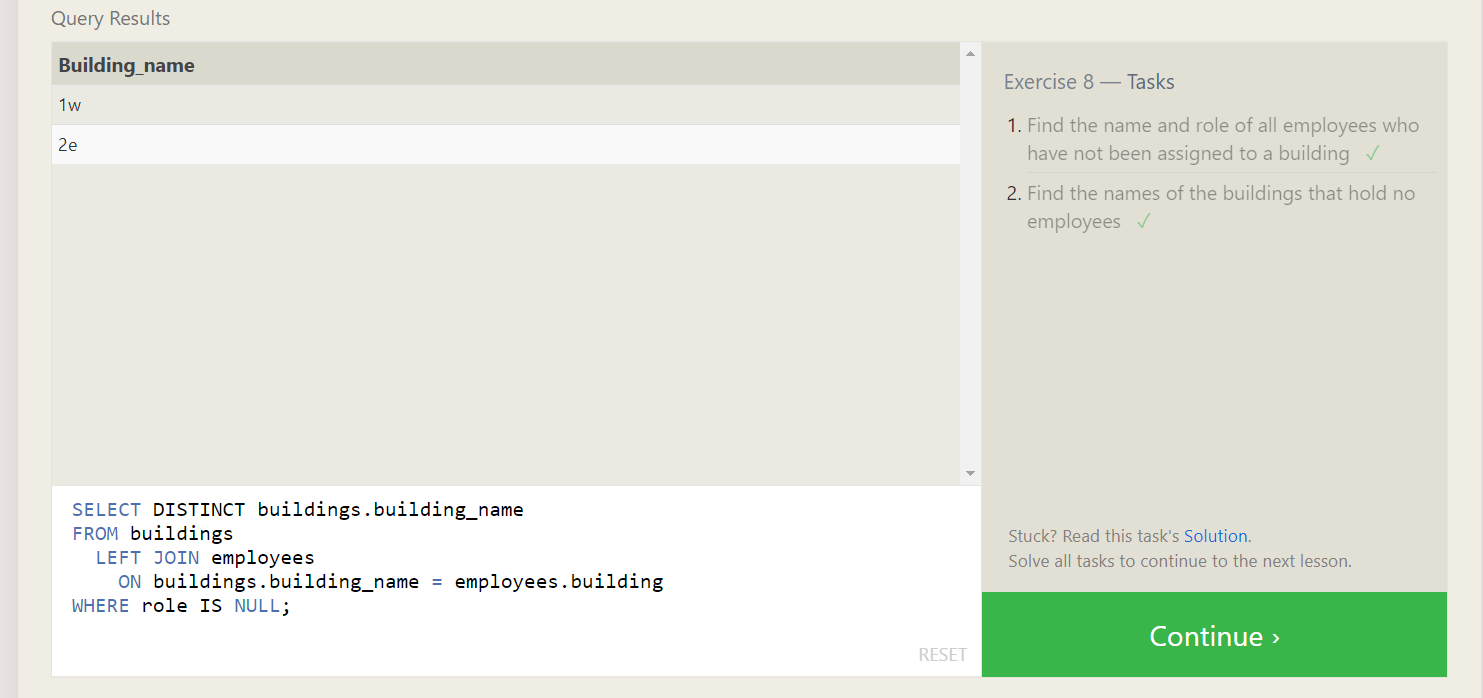 Query Results
Building_name
1w
2e
SELECT DISTINCT buildings.building_name
FROM buildings
  LEFT JOIN employees
    ON buildings.building_name = employees.building
WHERE role IS NULL;
RESET
Exercise 8 — Tasks
1. Find the name and role of all employees who
have not been assigned to a building ✓
2. Find the names of the buildings that hold no
employees ✓
Stuck? Read this task's Solution.
Solve all tasks to continue to the next lesson.
Continue ›